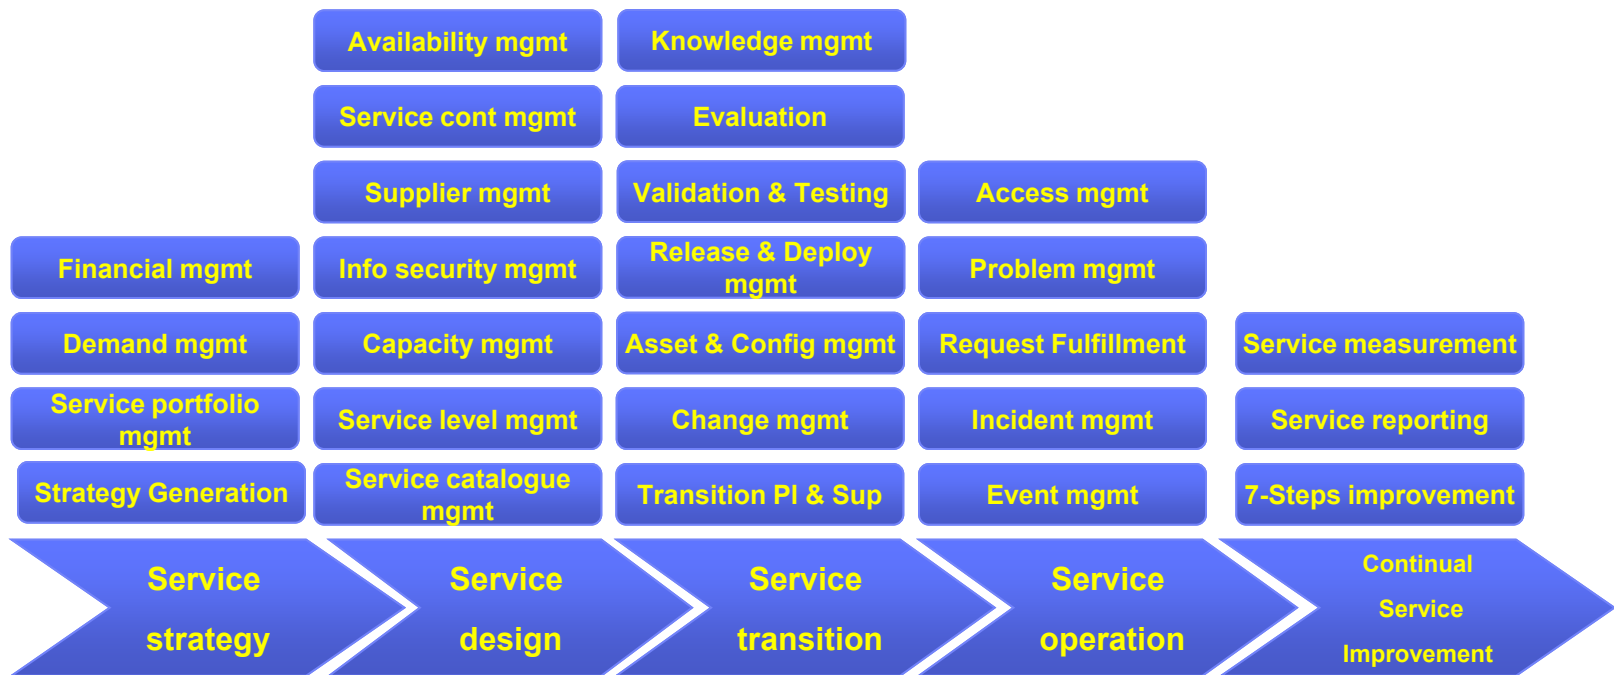 Availability mgmt
Knowledge mgmt
Service cont mgmt
Evaluation
Supplier mgmt
Validation & Testing
Access mgmt
Financial mgmt
Info security mgmt
Release & Deploy
mgmt
Problem mgmt
Demand mgmt
Capacity mgmt
Asset & Config mgmt
Request Fulfillment
Service measurement
Service portfolio
mgmt
Service level mgmt
Change mgmt
Incident mgmt
Service reporting
Strategy Generation
Service catalogue
mgmt
Transition Pl & Sup
Event mgmt
7-Steps improvement
Service
strategy
Service
design
Service
transition
Service
operation
Continual
Service
Improvement